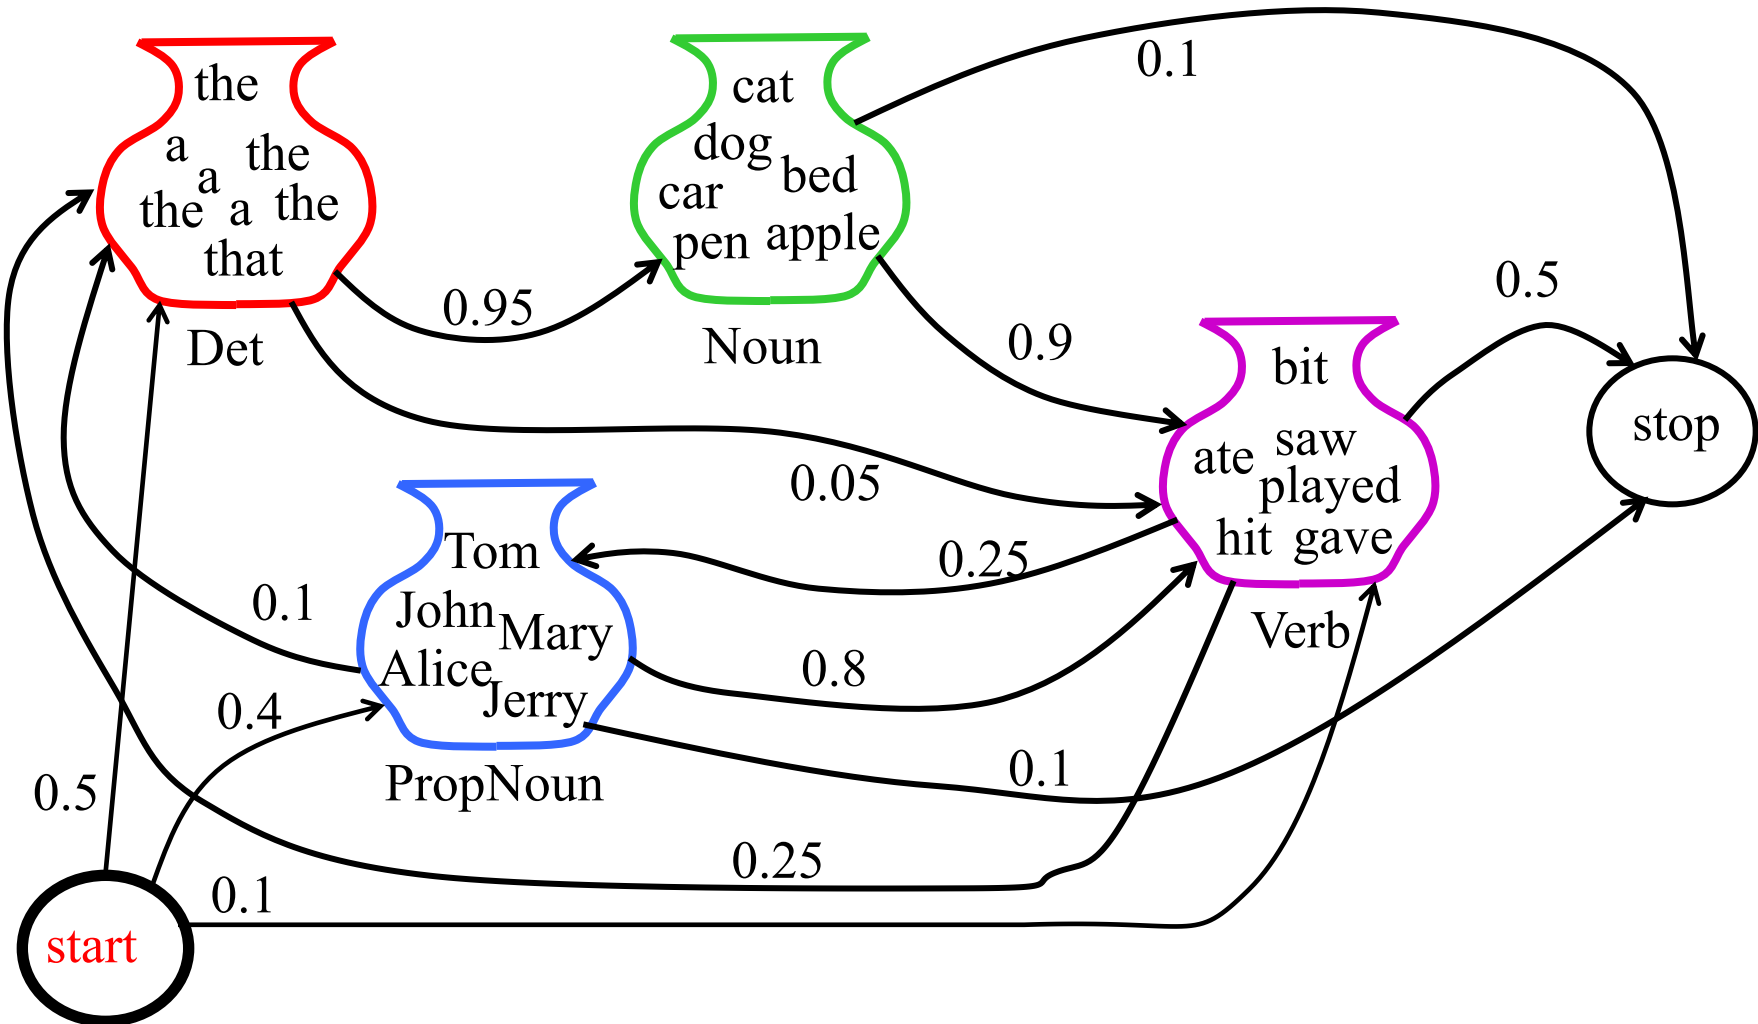 the
a
the
a
the
a
the
that
Det
cat
dog
bed
car
pen
apple
Noun
0.1
0.95
0.9
0.5
bit
saw
ate
played
hit
gave
Verb
stop
0.05
0.25
Tom
John
Mary
Alice
Jerry
PropNoun
0.1
0.8
0.4
0.1
0.5
0.25
0.1
start